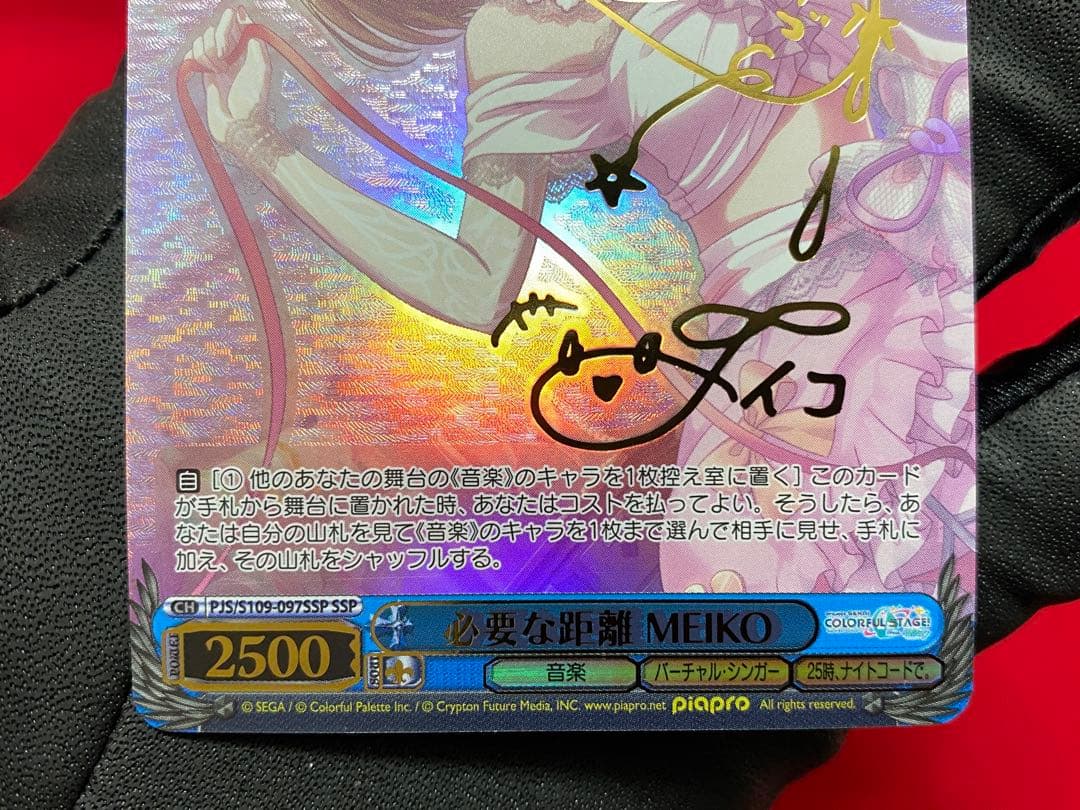 イコ
自 [① 他のあなたの舞台の《音楽》のキャラを1枚控え室に置く] このカード
が手札から舞台に置かれた時、あなたはコストを払ってよい。そうしたら、あ
なたは自分の山札を見て《音楽》のキャラを1枚まで選んで相手に見せ、手札に
加え、その山札をシャッフルする。
CH PJS/S109-097SSP SSP
必要な距離 MEIKO
COLORFUL STAGE!
POWER 2500 SOUL
音楽 バーチャル・シンガー 25時、ナイトコードで。
© SEGA / © Colorful Palette Inc. / © Crypton Future Media, INC. www.piapro.net piapro All rights reserved.